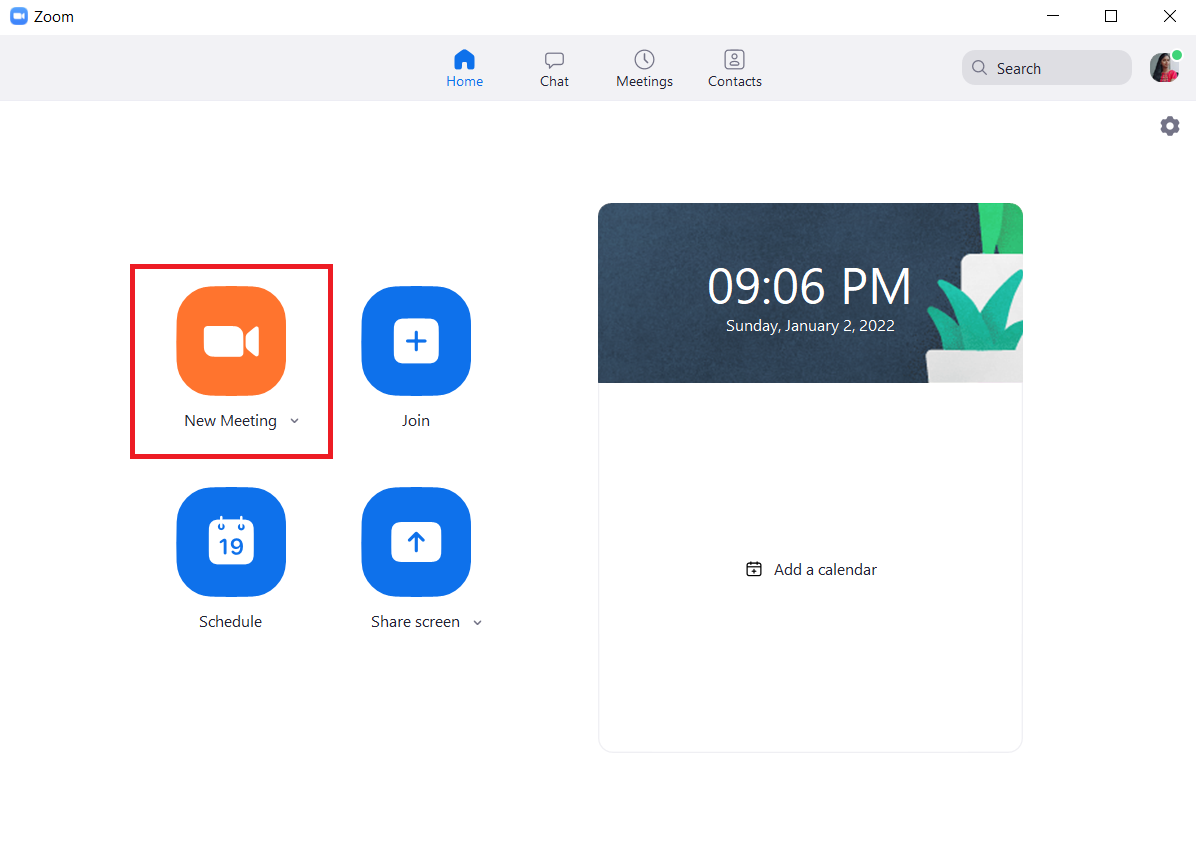 Zoom
Home
Chat
Meetings
Contacts
Search
09:06 PM
Sunday, January 2, 2022
New Meeting
Join
19
Schedule
Share screen
Add a calendar